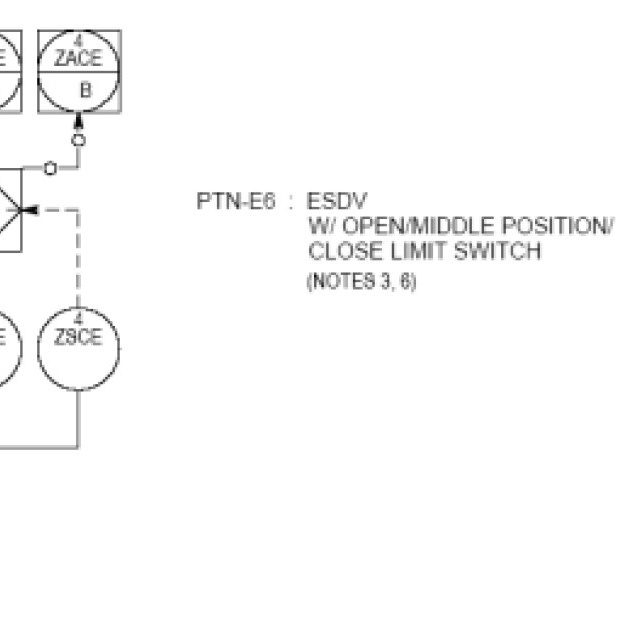 E
4
ZACE
B
PTN-E6 : ESDV
W/ OPEN/MIDDLE POSITION/
CLOSE LIMIT SWITCH
(NOTES 3, 6)
E
4
ZSCE